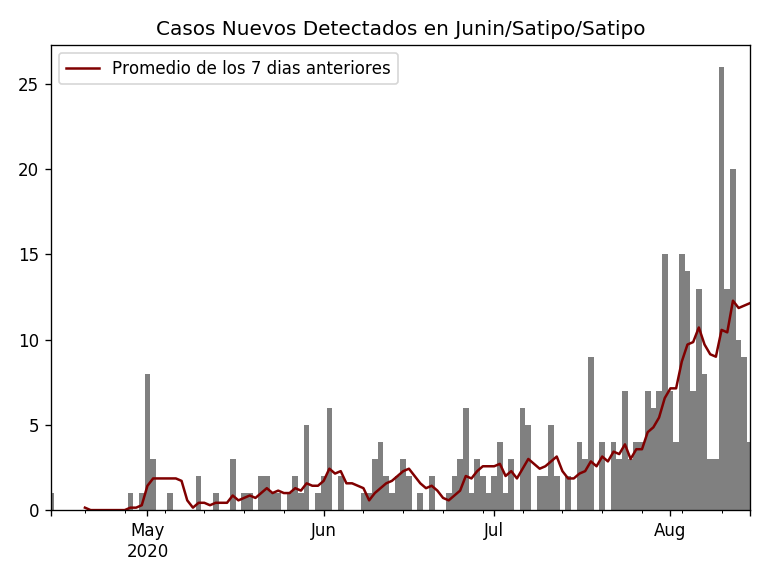 Casos Nuevos Detectados en Junin/Satipo/Satipo
Promedio de los 7 dias anteriores
25
20
15
10
5
0
May
2020
Jun
Jul
Aug